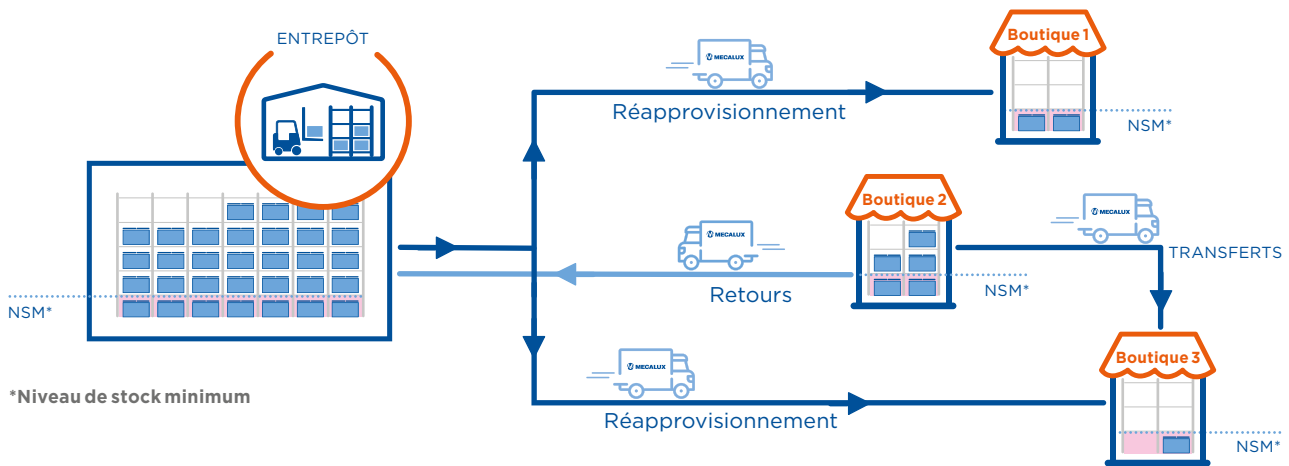 ENTREPÔT
NSM*
*Niveau de stock minimum
MECALUX
Réapprovisionnement
Boutique 1
NSM*
MECALUX
Retours
Boutique 2
NSM*
MECALUX
TRANSFERTS
MECALUX
Réapprovisionnement
Boutique 3
NSM*